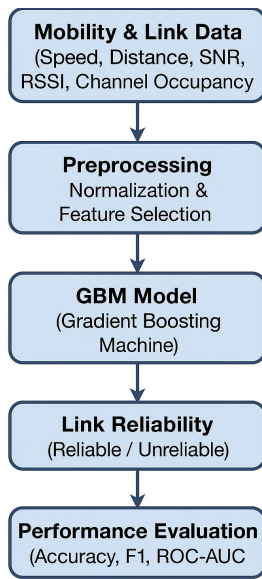 Mobility & Link Data
(Speed, Distance, SNR,
RSSI, Channel Occupancy
Preprocessing
Normalization &
Feature Selection
GBM Model
(Gradient Boosting
Machine)
Link Reliability
(Reliable / Unreliable)
Performance Evaluation
(Accuracy, F1, ROC-AUC